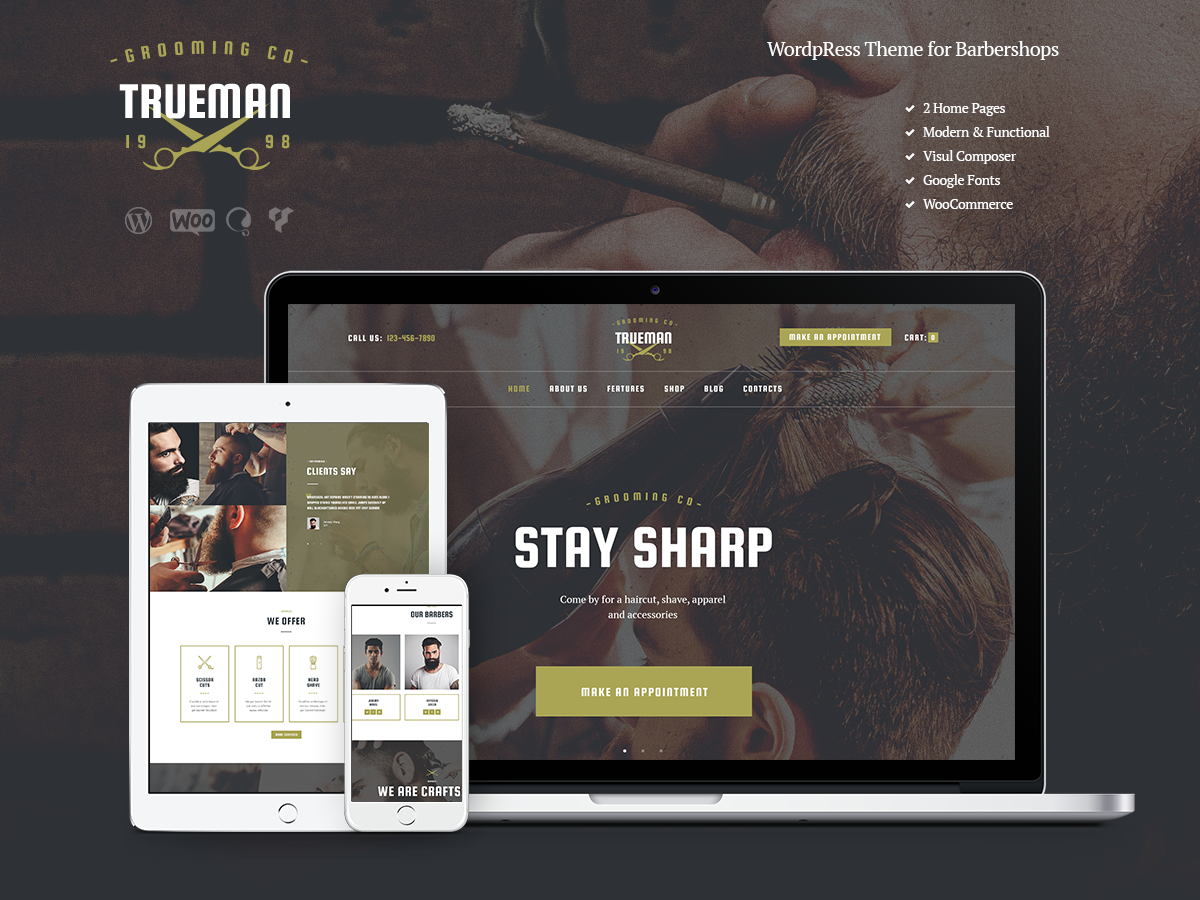 -GROOMING CO-
TRUEMAN
19 98
WOO
WordpRess Theme for Barbershops
2 Home Pages
Modern & Functional
Visul Composer
Google Fonts
WooCommerce
CALL US: 123-456-7890
-GROOMING CO-
TRUEMAN
19 98
MAKE AN APPOINTMENT
CART: 0
HOME ABOUT US FEATURES SHOP BLOG CONTACTS
-GROOMING CO-
STAY SHARP
Come by for a haircut, shave, apparel
and accessories
MAKE AN APPOINTMENT
CLIENTS SAY
WE OFFER
SCISSOR
CUTS
RAZOR
CUT
HEAD
SHAVE
OUR BARBERS
WE ARE CRAFTS